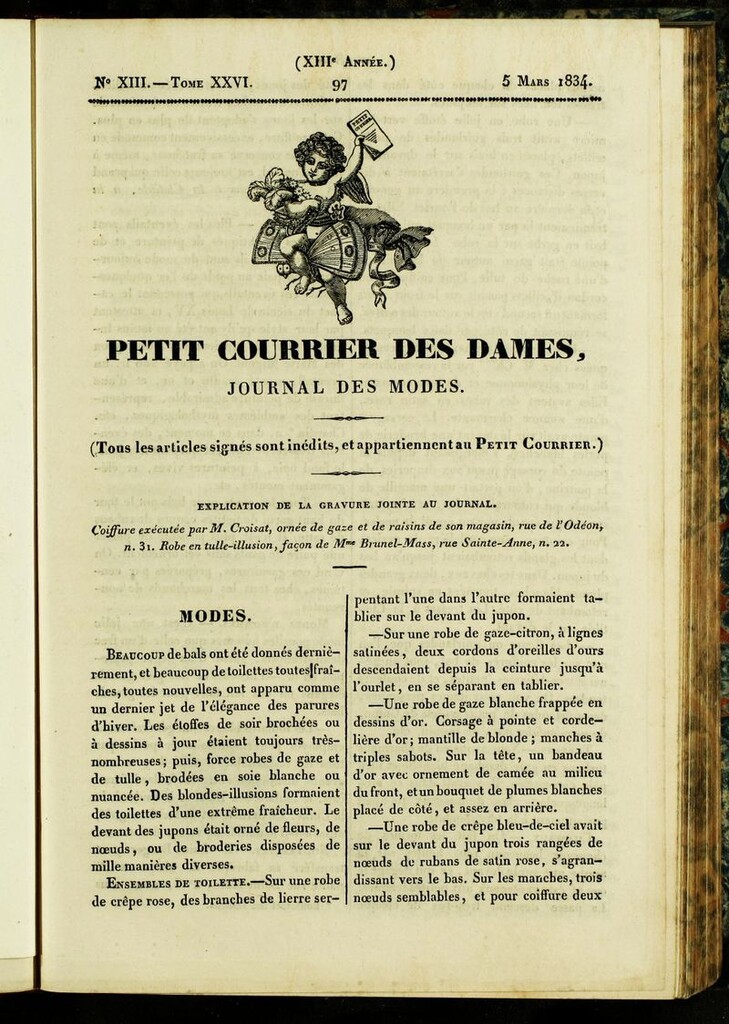 (XIIIe Année.)
No XIII.—Tome XXVI. 97 5 Mars 1834.
PETIT
PETIT COURRIER DES DAMES,
JOURNAL DES MODES.
(Tous les articles signés sont inédits, et appartiennent au Petit Courrier.)
EXPLICATION DE LA GRAVURE JOINTE AU JOURNAL.
Coiffure exécutée par M. Croisat, ornée de gaze et de raisins de son magasin, rue de l'Odéon,
n. 31. Robe en tulle-illusion, façon de Mme Brunel-Mass, rue Sainte-Anne, n. 22.
MODES.
Beaucoup de bals ont été donnés derniè-
rement, et beaucoup de toilettes toutes fraî-
ches, toutes nouvelles, ont apparu comme
un dernier jet de l'élégance des parures
d'hiver. Les étoffes de soir brochées ou
à dessins à jour étaient toujours très-
nombreuses; puis, force robes de gaze et
de tulle, brodées en soie blanche ou
nuancée. Des blondes-illusions formaient
des toilettes d'une extrême fraîcheur. Le
devant des jupons était orné de fleurs, de
nœuds, ou de broderies disposées de
mille manières diverses.
Ensembles de toilette.—Sur une robe
de crêpe rose, des branches de lierre ser-
pentant l'une dans l'autre formaient ta-
blier sur le devant du jupon.
—Sur une robe de gaze-citron, à lignes
satinées, deux cordons d'oreilles d'ours
descendaient depuis la ceinture jusqu'à
l'ourlet, en se séparant en tablier.
—Une robe de gaze blanche frappée en
dessins d'or. Corsage à pointe et corde-
lière d'or; mantille de blonde; manches à
triples sabots. Sur la tête, un bandeau
d'or avec ornement de camée au milieu
du front, et un bouquet de plumes blanches
placé de côté, et assez en arrière.
—Une robe de crêpe bleu-de-ciel avait
sur le devant du jupon trois rangées de
nœuds de rubans de satin rose, s'agran-
dissant vers le bas. Sur les manches, trois
nœuds semblables, et pour coiffure deux